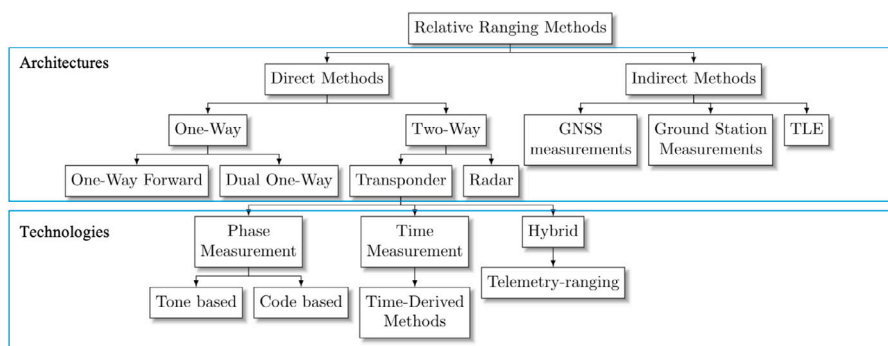 Relative Ranging Methods
Architectures
Direct Methods
Indirect Methods
One-Way
Two-Way
GNSS
measurements
Ground Station
Measurements
TLE
One-Way Forward
Dual One-Way
Transponder
Radar
Technologies
Phase
Measurement
Time
Measurement
Hybrid
Tone based
Code based
Time-Derived
Methods
Telemetry-ranging